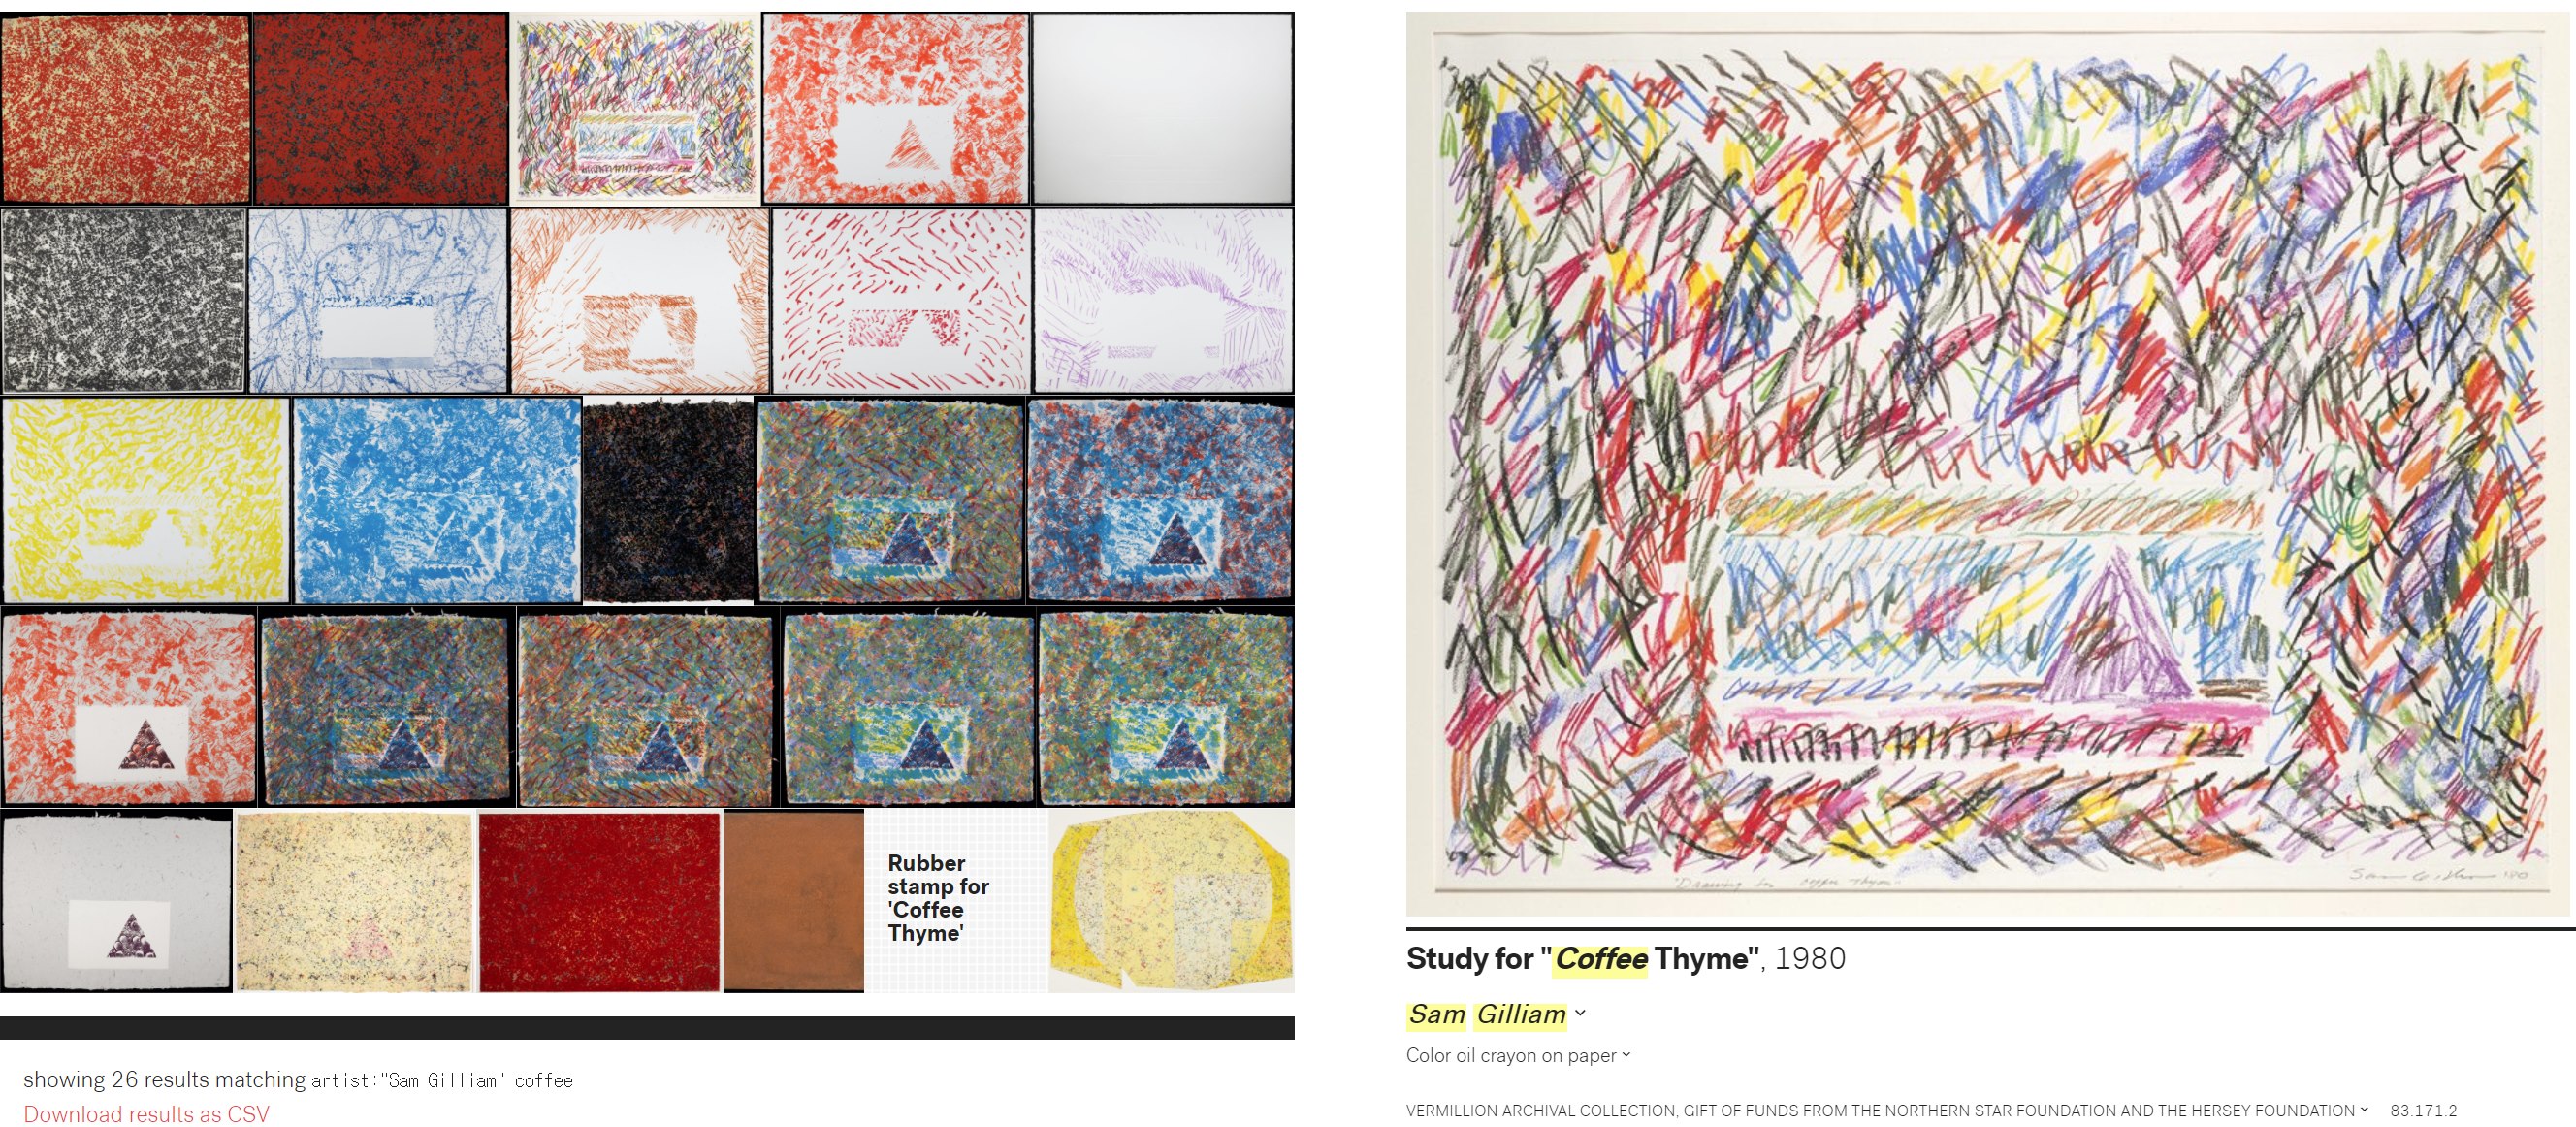 Rubber
stamp for
'Coffee
Thyme'
showing 26 results matching artist:"Sam Gilliam" coffee
Download results as CSV
"Drawing for Coffee Thyme"
Sam Gilliam '80
Study for "Coffee Thyme", 1980
Sam Gilliam
Color oil crayon on paper
VERMILLION ARCHIVAL COLLECTION, GIFT OF FUNDS FROM THE NORTHERN STAR FOUNDATION AND THE HERSEY FOUNDATION 83.171.2